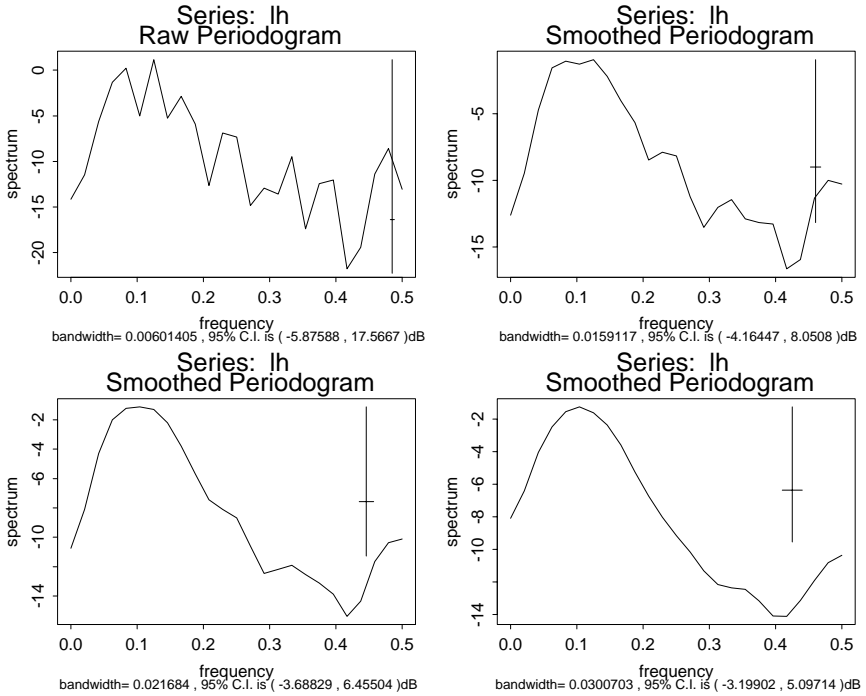 Series: lh
Raw Periodogram
spectrum
0
-5
-10
-15
-20
0.0 0.1 0.2 0.3 0.4 0.5
frequency
bandwidth= 0.00601405 , 95% C.I. is ( -5.87588 , 17.5667 )dB
Series: lh
Smoothed Periodogram
spectrum
-5
-10
-15
0.0 0.1 0.2 0.3 0.4 0.5
frequency
bandwidth= 0.0159117 , 95% C.I. is ( -4.16447 , 8.0508 )dB
Series: lh
Smoothed Periodogram
spectrum
-2
-4
-6
-10
-14
0.0 0.1 0.2 0.3 0.4 0.5
frequency
bandwidth= 0.021684 , 95% C.I. is ( -3.68829 , 6.45504 )dB
Series: lh
Smoothed Periodogram
spectrum
-2
-4
-6
-8
-10
-14
0.0 0.1 0.2 0.3 0.4 0.5
frequency
bandwidth= 0.0300703 , 95% C.I. is ( -3.19902 , 5.09714 )dB